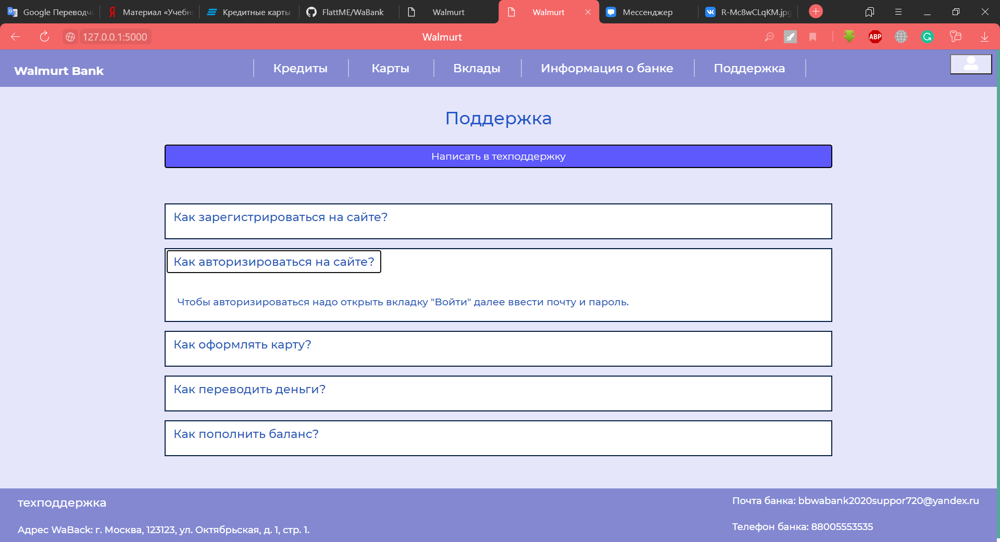 Google Переводч
Материал «Учебн
Кредитные карты
FlattME/WaBank
Walmurt
Walmurt
Мессенджер
R-Mc8wCLqKM.jpg
127.0.0.1:5000
Walmurt
ABP
Walmurt Bank
Кредиты
Карты
Вклады
Информация о банке
Поддержка
Поддержка
Написать в техподдержку
Как зарегистрироваться на сайте?
Как авторизироваться на сайте?
Чтобы авторизироваться надо открыть вкладку "Войти" далее ввести почту и пароль.
Как оформлять карту?
Как переводить деньги?
Как пополнить баланс?
техподдержка
Адрес WaBack: г. Москва, 123123, ул. Октябрьская, д. 1, стр. 1.
Почта банка: bbwabank2020suppor720@yandex.ru
Телефон банка: 88005553535